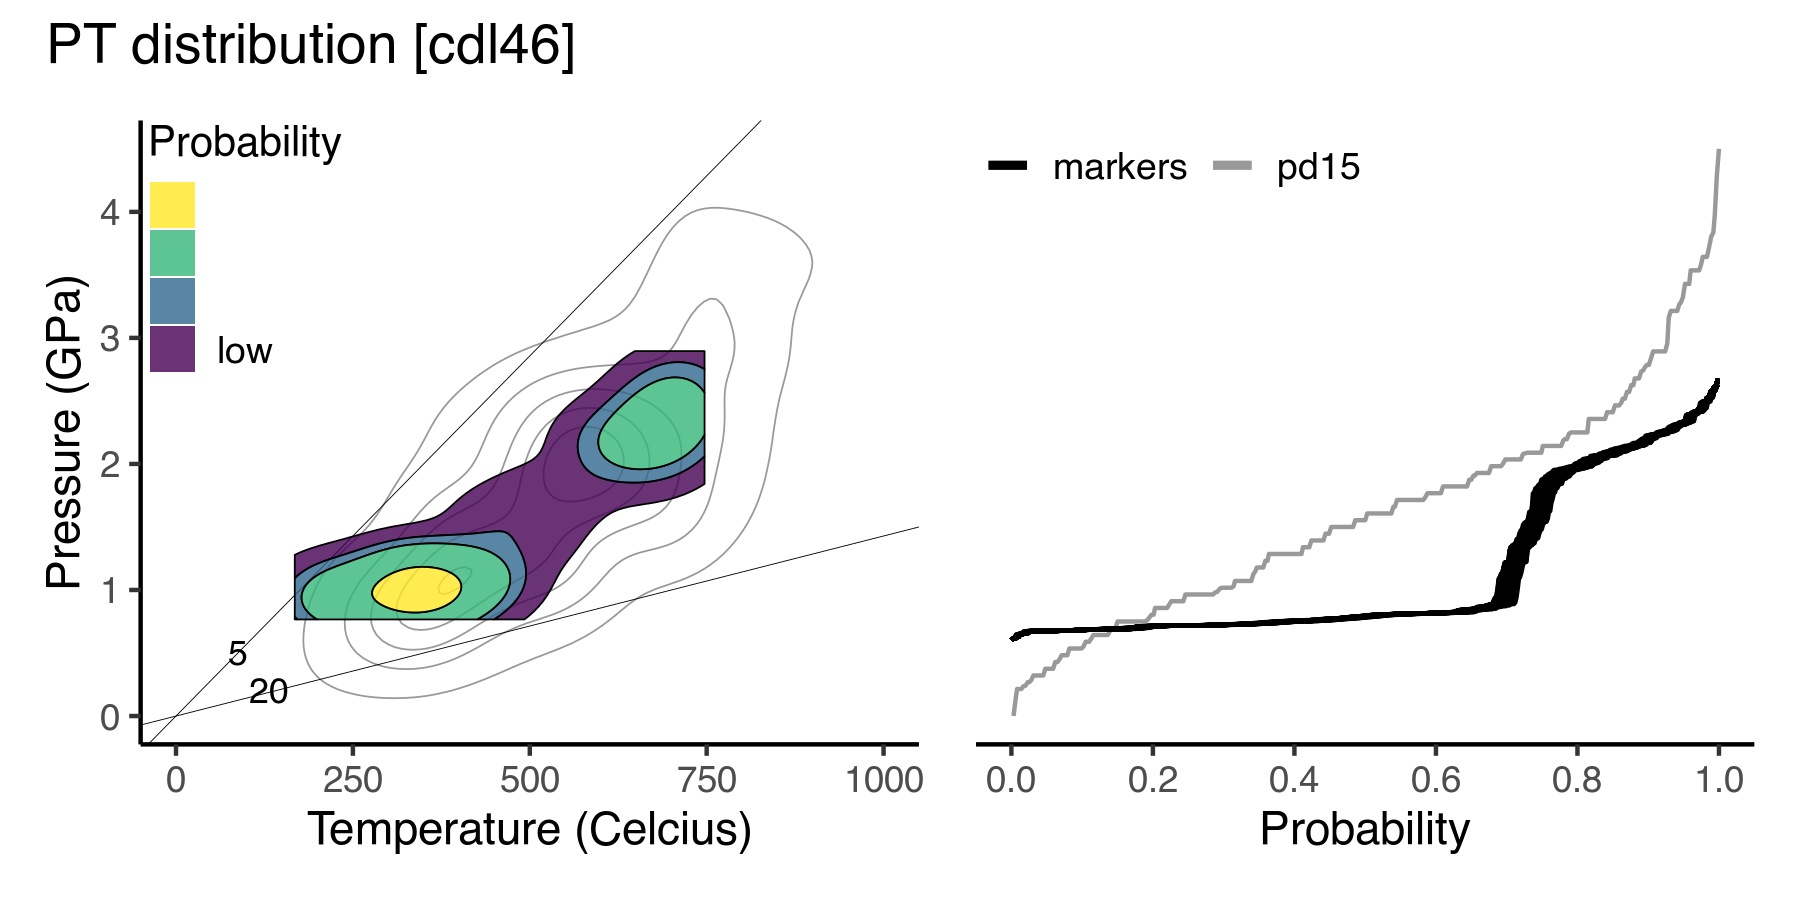 PT distribution [cdl46]
Probability
low
Pressure (GPa)
4
3
2
1
0
5
20
0 250 500 750 1000
Temperature (Celcius)
markers pd15
0.0 0.2 0.4 0.6 0.8 1.0
Probability